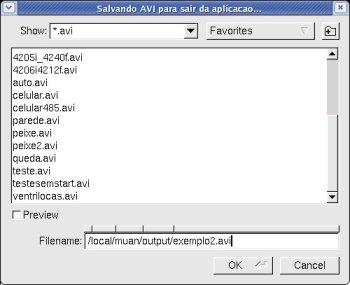 Salvando AVI para sair da aplicacao...
Show: *.avi Favorites
4205i_4240f.avi
4206i4212f.avi
auto.avi
celular.avi
celular485.avi
parede.avi
peixe.avi
peixe2.avi
queda.avi
teste.avi
testesemstart.avi
ventrilocas.avi
Preview
Filename: /local/muan/output/exemplo2.avi
OK Cancel